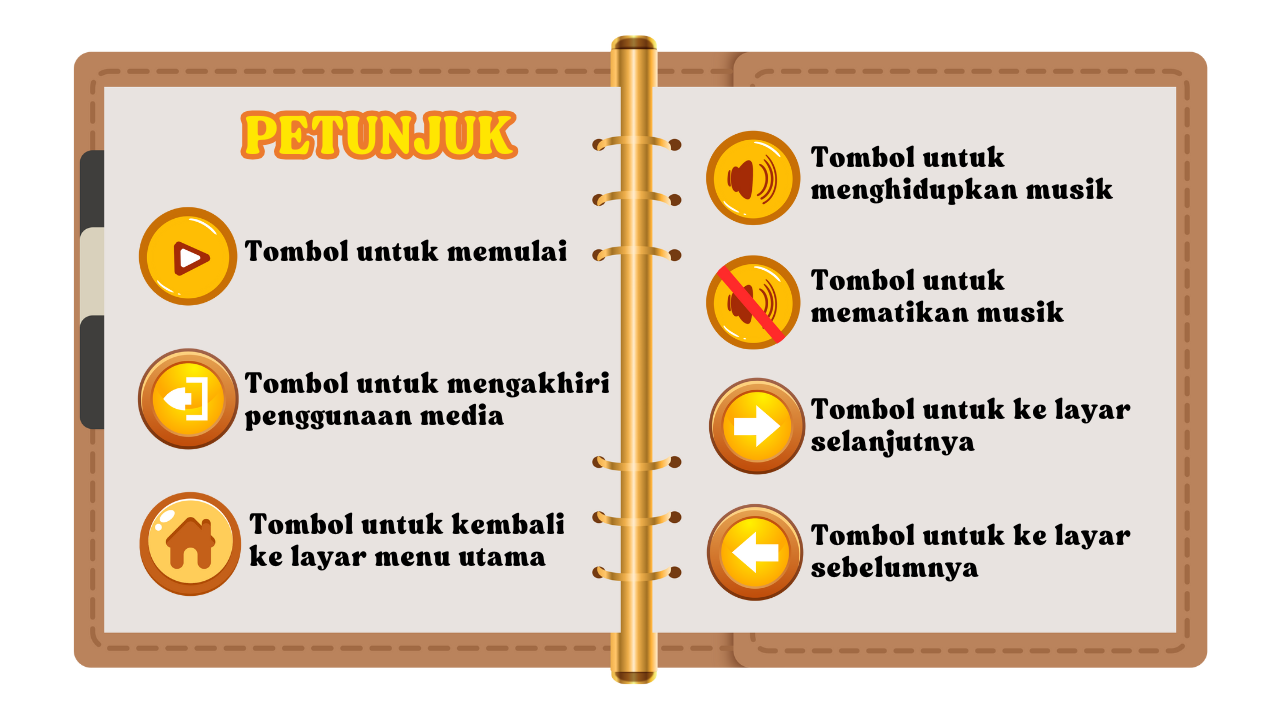 PETUNJUK
Tombol untuk memulai
Tombol untuk mengakhiri
penggunaan media
Tombol untuk kembali
ke layar menu utama
Tombol untuk
menghidupkan musik
Tombol untuk
mematikan musik
Tombol untuk ke layar
selanjutnya
Tombol untuk ke layar
sebelumnya